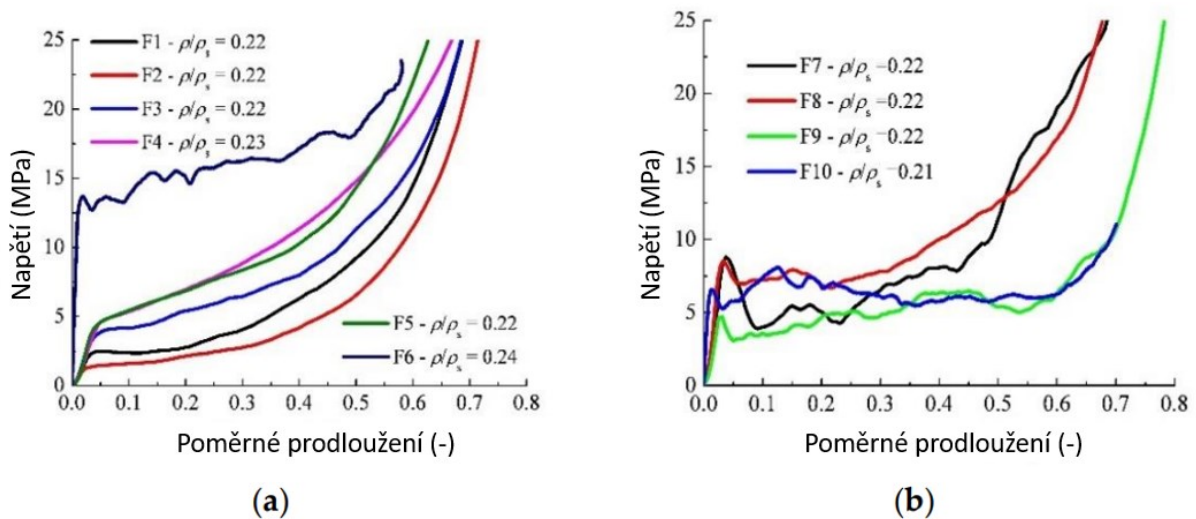 25
20
15
10
5
0
0.0 0.1 0.2 0.3 0.4 0.5 0.6 0.7 0.8
Napětí (MPa)
Poměrné prodloužení (-)
F1 - ρ/ρs = 0.22
F2 - ρ/ρs = 0.22
F3 - ρ/ρs = 0.22
F4 - ρ/ρs = 0.23
F5 - ρ/ρs = 0.22
F6 - ρ/ρs = 0.24
(a)
25
20
15
10
5
0
0.0 0.1 0.2 0.3 0.4 0.5 0.6 0.7 0.8
Napětí (MPa)
Poměrné prodloužení (-)
F7 - ρ/ρs =0.22
F8 - ρ/ρs =0.22
F9 - ρ/ρs =0.22
F10 - ρ/ρs =0.21
(b)